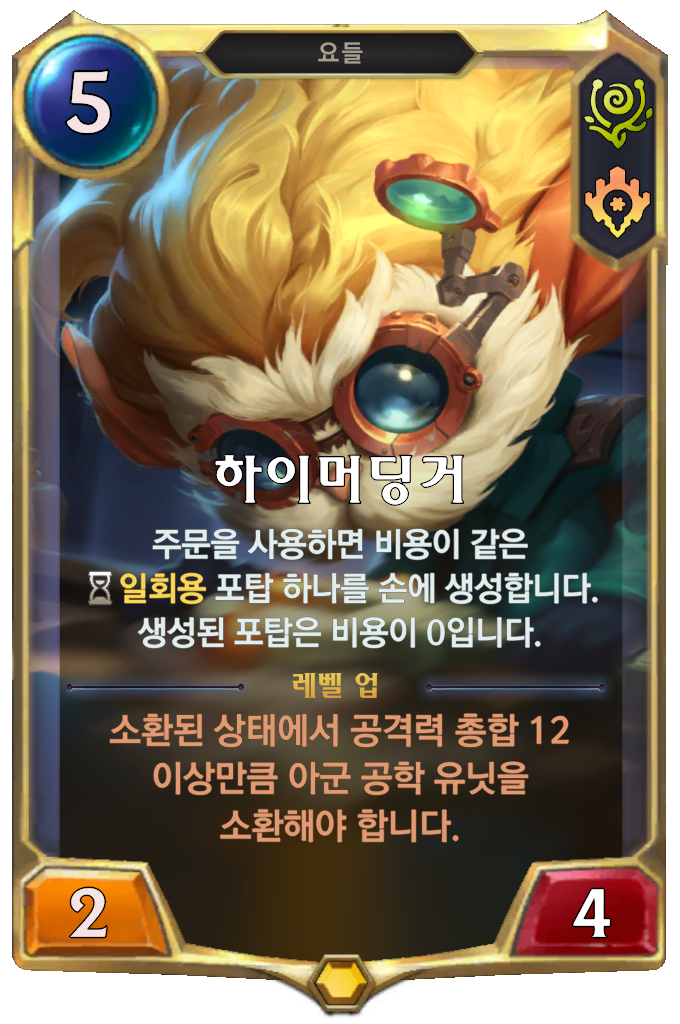 요들
5
하이머딩거
주문을 사용하면 비용이 같은
일회용 포탑 하나를 손에 생성합니다.
생성된 포탑은 비용이 0입니다.
레벨 업
소환된 상태에서 공격력 총합 12
이상만큼 아군 공학 유닛을
소환해야 합니다.
2
4